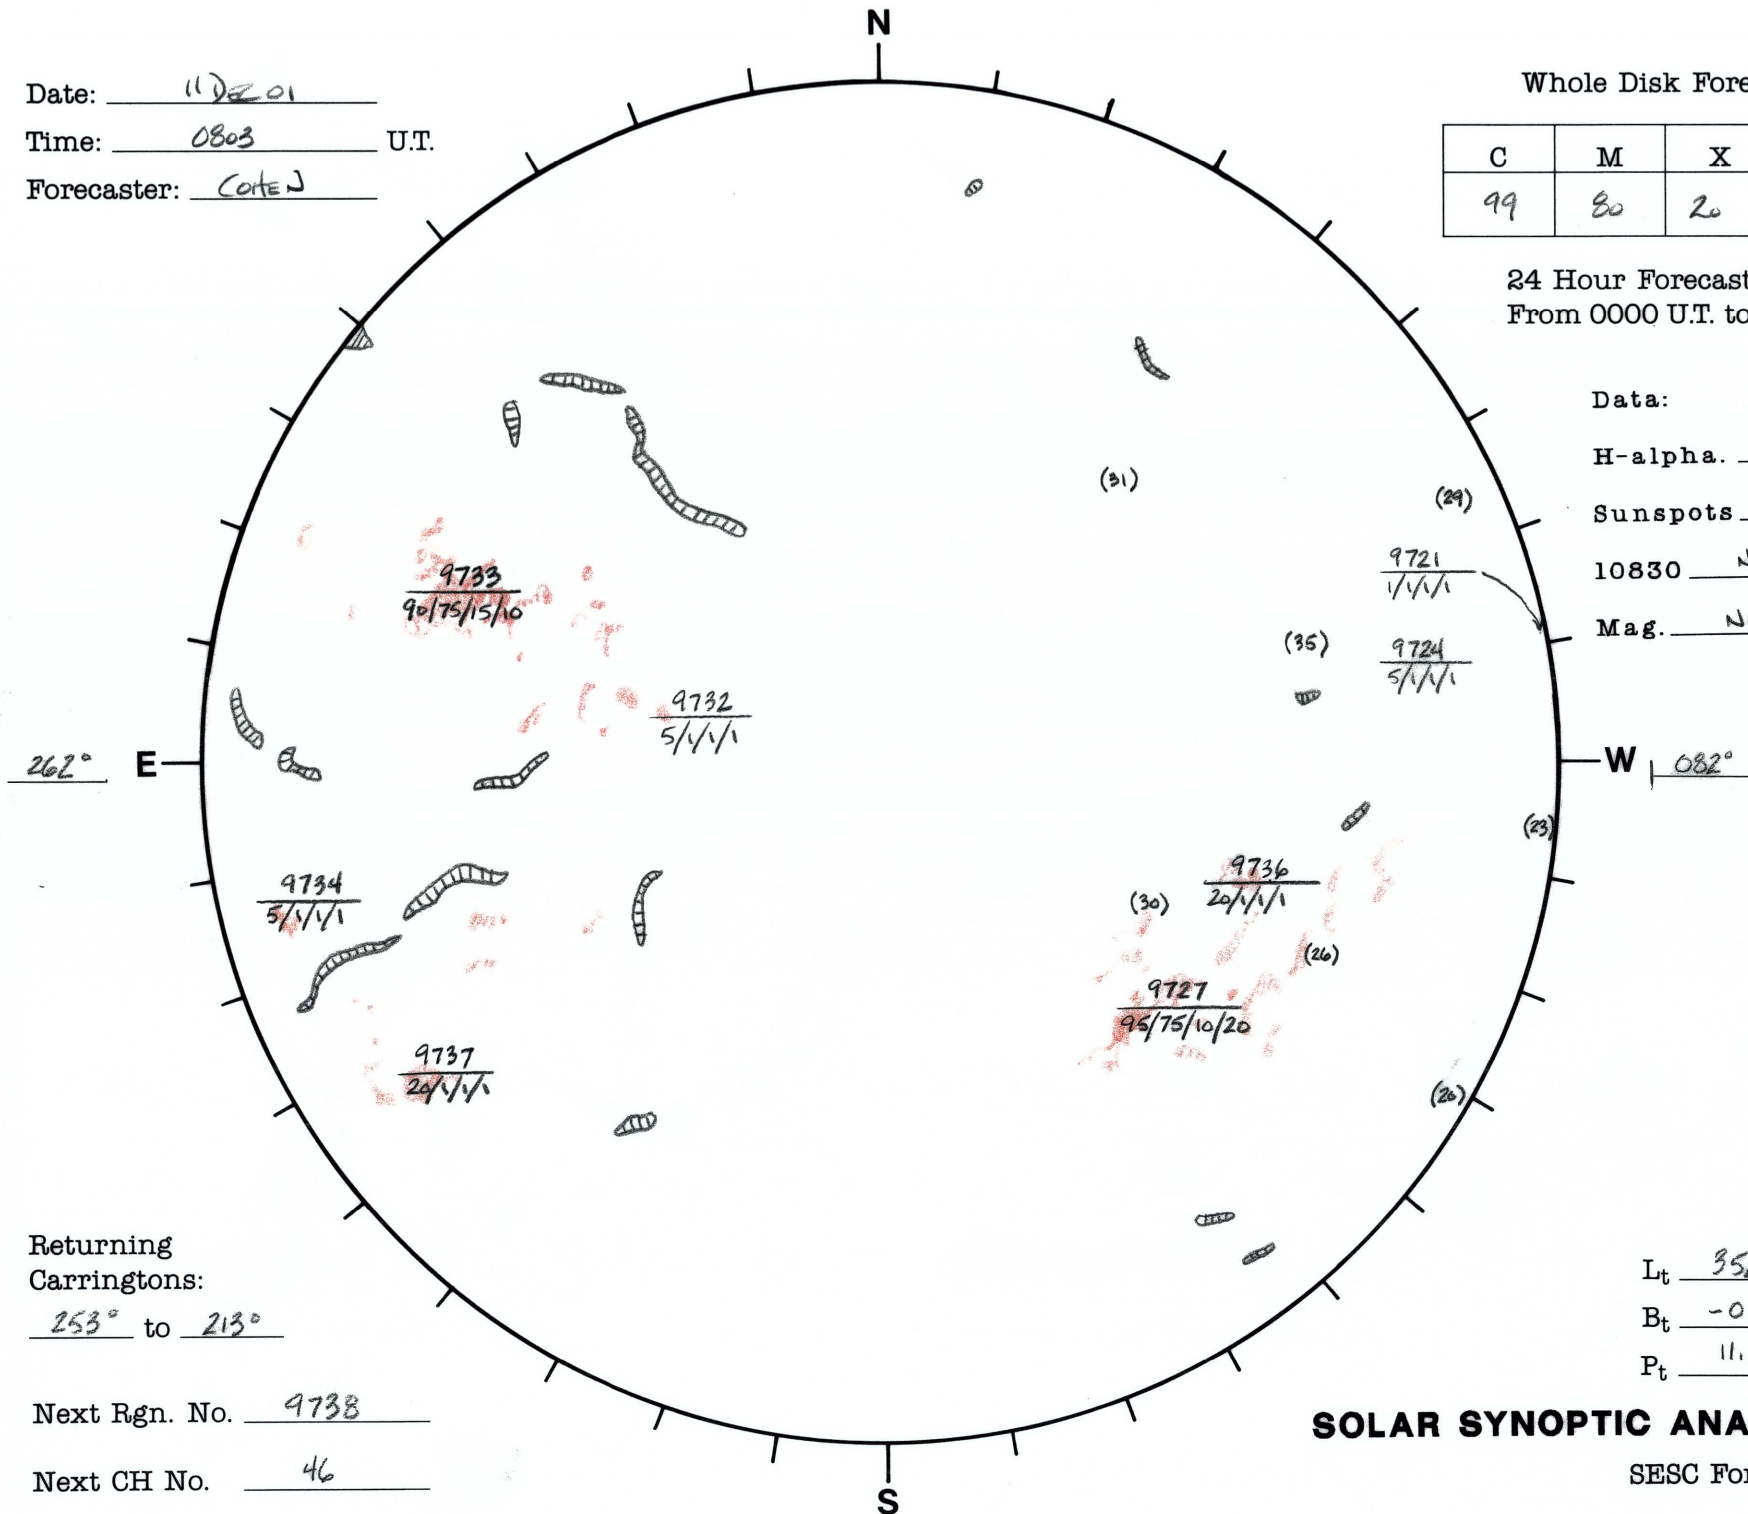 N
Date: 11 Dec 01
Time: 0803 U.T.
Forecaster: Cohen
Whole Disk Fore
C M X
99 80 20
24 Hour Forecast
From 0000 U.T. to
Data:
H-alpha.
(31)
(29)
Sunspots
9721
1/1/1/1
10830 N
9733
90/75/15/10
Mag. N
(35)
9724
5/1/1/1
9732
5/1/1/1
262° E
W 082°
(23)
9736
20/1/1/1
9734
5/1/1/1
(30)
(26)
9727
95/75/10/20
9737
20/1/1/1
(20)
Returning
Carringtons:
253° to 213°
Lt 35
Bt -0
Pt 11.
Next Rgn. No. 9738
SOLAR SYNOPTIC ANA
Next CH No. 46
SESC For
S